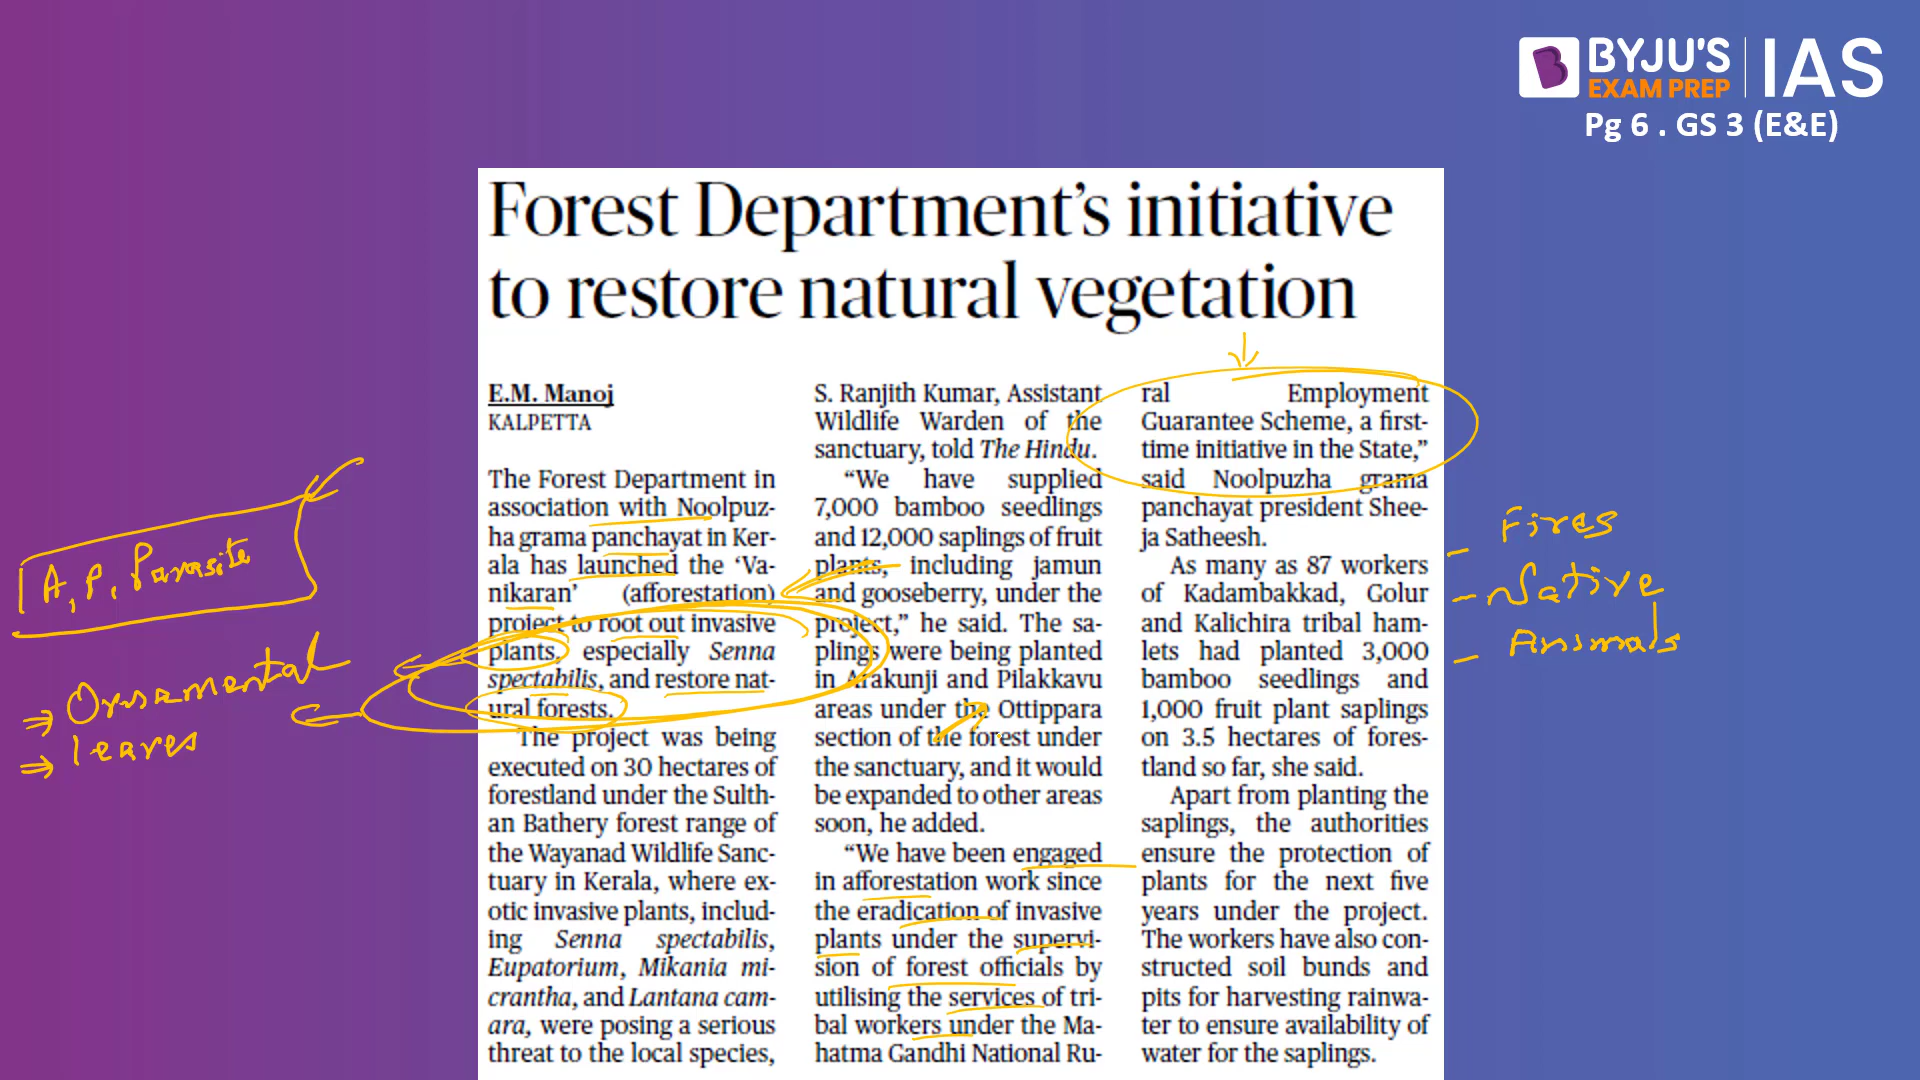 BYJU'S
EXAM PREP
IAS
Pg 6 . GS 3 (E&E)
Forest Department's initiative
to restore natural vegetation
E.M. Manoj
KALPETTA
The Forest Department in
association with Noolpuz-
ha grama panchayat in Ker-
ala has launched the 'Va-
nikaran' (afforestation)
project to root out invasive
plants, especially Senna
spectabilis, and restore nat-
ural forests.
The project was being
executed on 30 hectares of
forestland under the Sulth-
an Bathery forest range of
the Wayanad Wildlife Sanc-
tuary in Kerala, where ex-
otic invasive plants, includ-
ing Senna spectabilis,
Eupatorium, Mikania mi-
crantha, and Lantana cam-
ara, were posing a serious
threat to the local species,
S. Ranjith Kumar, Assistant
Wildlife Warden of the
sanctuary, told The Hindu.
"We have supplied
7,000 bamboo seedlings
and 12,000 saplings of fruit
plants, including jamun
and gooseberry, under the
project," he said. The sa-
plings were being planted
in Arakunji and Pilakkavu
areas under the Ottippara
section of the forest under
the sanctuary, and it would
be expanded to other areas
soon, he added.
"We have been engaged
in afforestation work since
the eradication of invasive
plants under the supervi-
sion of forest officials by
utilising the services of tri-
bal workers under the Ma-
hatma Gandhi National Ru-
ral Employment
Guarantee Scheme, a first-
time initiative in the State,"
said Noolpuzha grama
panchayat president Shee-
ja Satheesh.
As many as 87 workers
of Kadambakkad, Golur
and Kalichira tribal ham-
lets had planted 3,000
bamboo seedlings and
1,000 fruit plant saplings
on 3.5 hectares of fores-
tland so far, she said.
Apart from planting the
saplings, the authorities
ensure the protection of
plants for the next five
years under the project.
The workers have also con-
structed soil bunds and
pits for harvesting rainwa-
ter to ensure availability of
water for the saplings.
A, P, Parasite
⇒ Ornamental
⇒ leaves
- Fires
- Native
- Animals